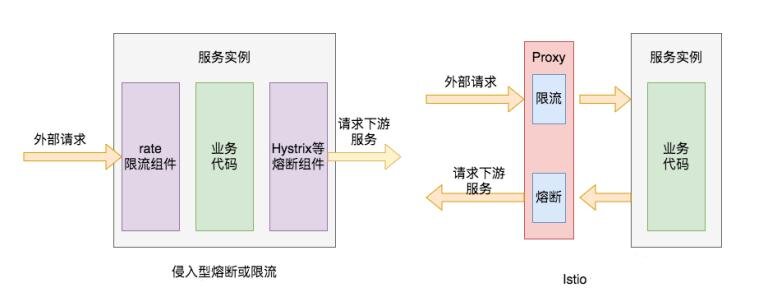 服务实例
外部请求
rate
限流组件
业务
代码
Hystrix等
熔断组件
请求下游
服务
侵入型熔断或限流
Proxy
外部请求
限流
请求下游
服务
熔断
服务实例
业务
代码
Istio